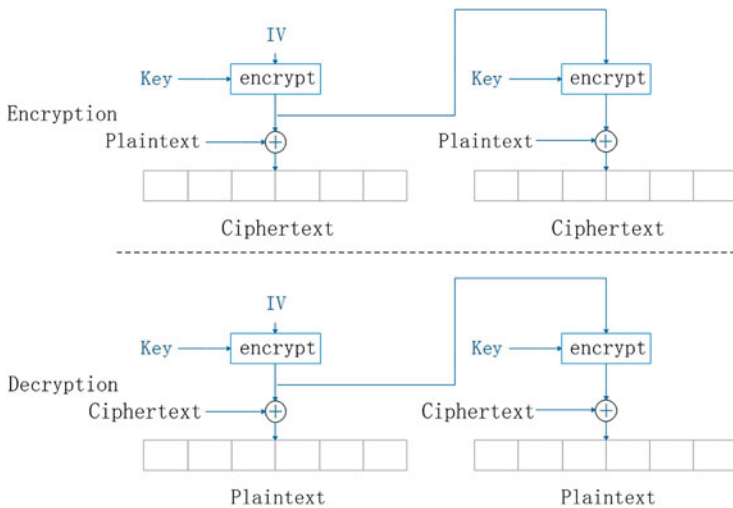 IV
Key
encrypt
Key
encrypt
Encryption
Plaintext
Plaintext
Ciphertext
Ciphertext
IV
Key
encrypt
Key
encrypt
Decryption
Ciphertext
Ciphertext
Plaintext
Plaintext